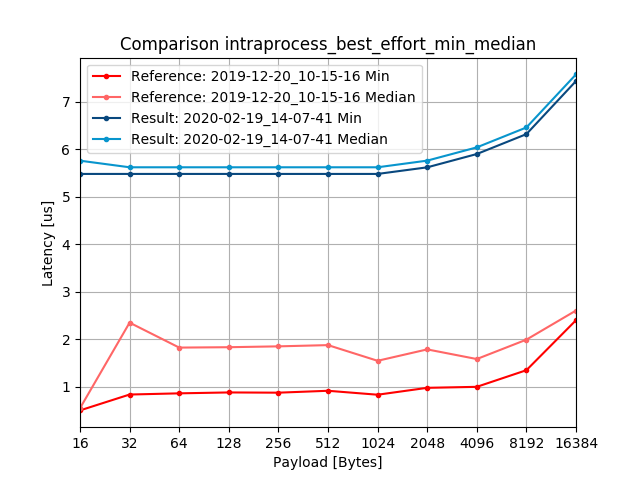 Comparison intraprocess_best_effort_min_median
Reference: 2019-12-20_10-15-16 Min
Reference: 2019-12-20_10-15-16 Median
Result: 2020-02-19_14-07-41 Min
Result: 2020-02-19_14-07-41 Median
7
6
5
4
3
2
1
Latency [us]
16 32 64 128 256 512 1024 2048 4096 8192 16384
Payload [Bytes]